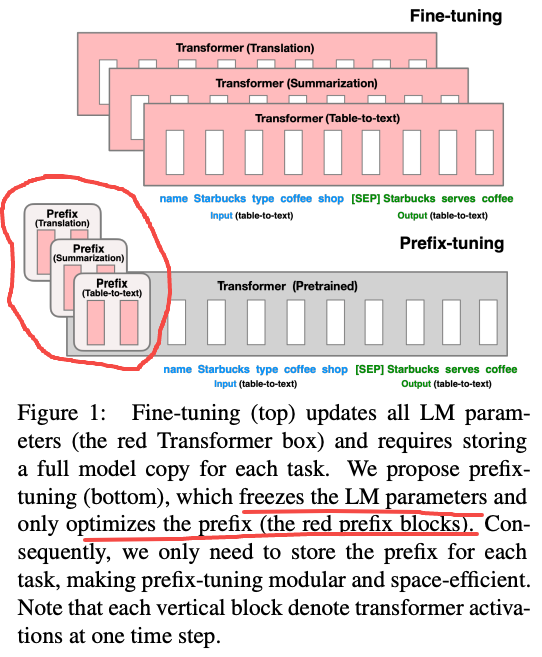 Fine-tuning
Transformer (Translation)
Transformer (Summarization)
Transformer (Table-to-text)
name Starbucks type coffee shop [SEP] Starbucks serves coffee
Input (table-to-text) Output (table-to-text)
Prefix-tuning
Prefix
(Translation)
Prefix
(Summarization)
Prefix
(Table-to-text)
Transformer (Pretrained)
name Starbucks type coffee shop [SEP] Starbucks serves coffee
Input (table-to-text) Output (table-to-text)
Figure 1: Fine-tuning (top) updates all LM param-
eters (the red Transformer box) and requires storing
a full model copy for each task. We propose prefix-
tuning (bottom), which freezes the LM parameters and
only optimizes the prefix (the red prefix blocks). Con-
sequently, we only need to store the prefix for each
task, making prefix-tuning modular and space-efficient.
Note that each vertical block denote transformer activa-
tions at one time step.